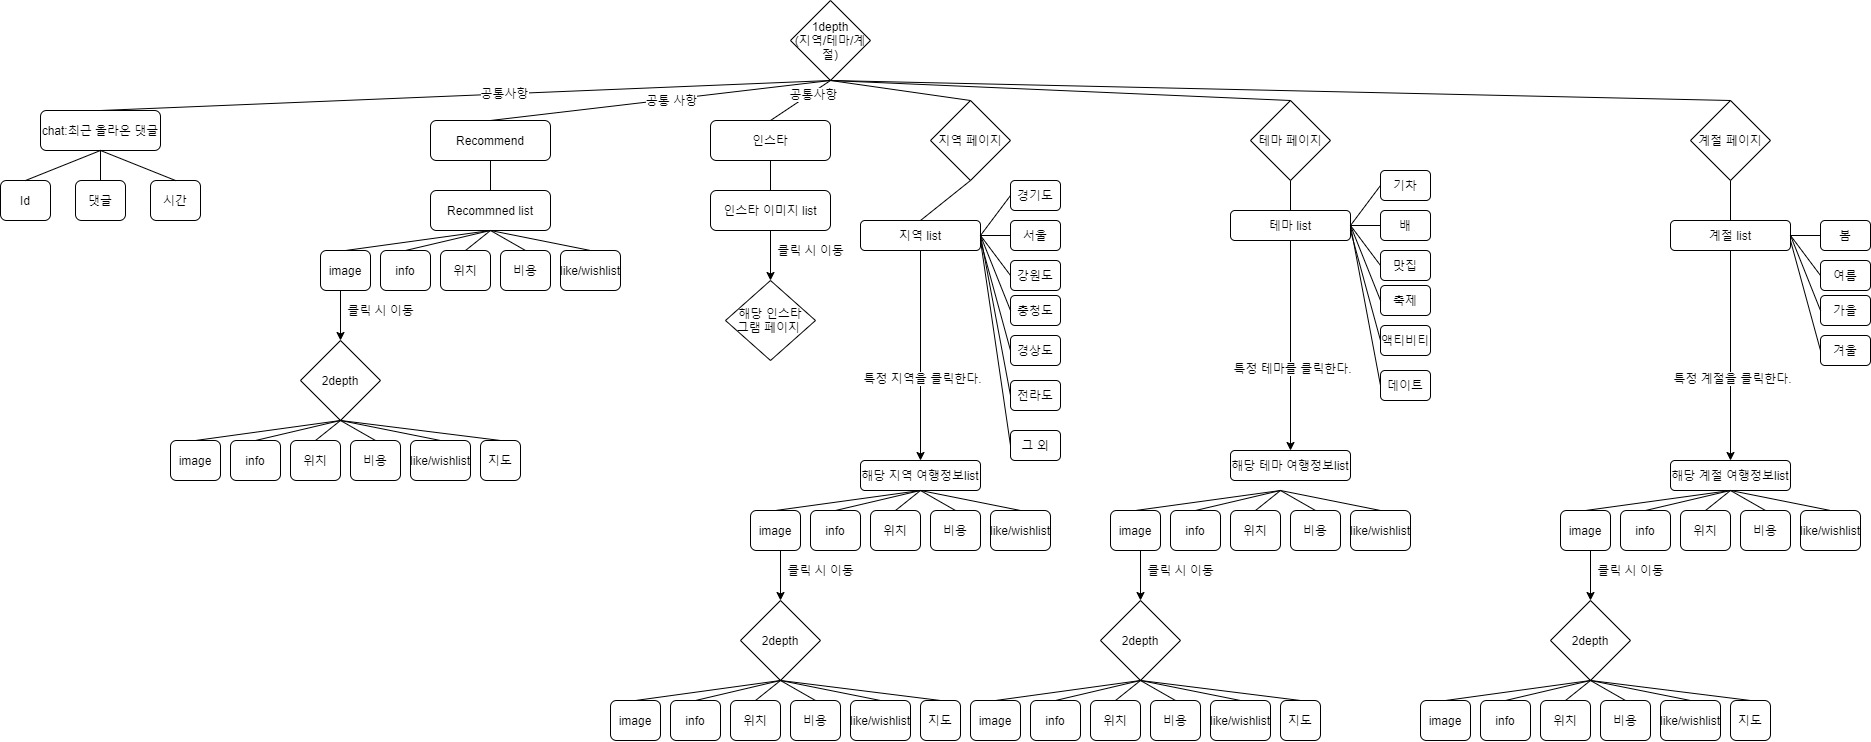 1depth
(지역/테마/계
절)
공통사항
공통 사항
공통사항
chat:최근 올라온 댓글
Id
댓글
시간
Recommend
Recommned list
image
info
위치
비용
like/wishlist
클릭 시 이동
2depth
image
info
위치
비용
like/wishlist
지도
인스타
인스타 이미지 list
클릭 시 이동
해당 인스타
그램 페이지
지역 페이지
지역 list
경기도
서울
강원도
충청도
경상도
전라도
그 외
특정 지역을 클릭한다.
해당 지역 여행정보list
image
info
위치
비용
like/wishlist
클릭 시 이동
2depth
image
info
위치
비용
like/wishlist
지도
테마 페이지
테마 list
기차
배
맛집
축제
액티비티
데이트
특정 테마를 클릭한다.
해당 테마 여행정보list
image
info
위치
비용
like/wishlist
클릭 시 이동
2depth
image
info
위치
비용
like/wishlist
지도
계절 페이지
계절 list
봄
여름
가을
겨울
특정 계절을 클릭한다.
해당 계절 여행정보list
image
info
위치
비용
like/wishlist
클릭 시 이동
2depth
image
info
위치
비용
like/wishlist
지도